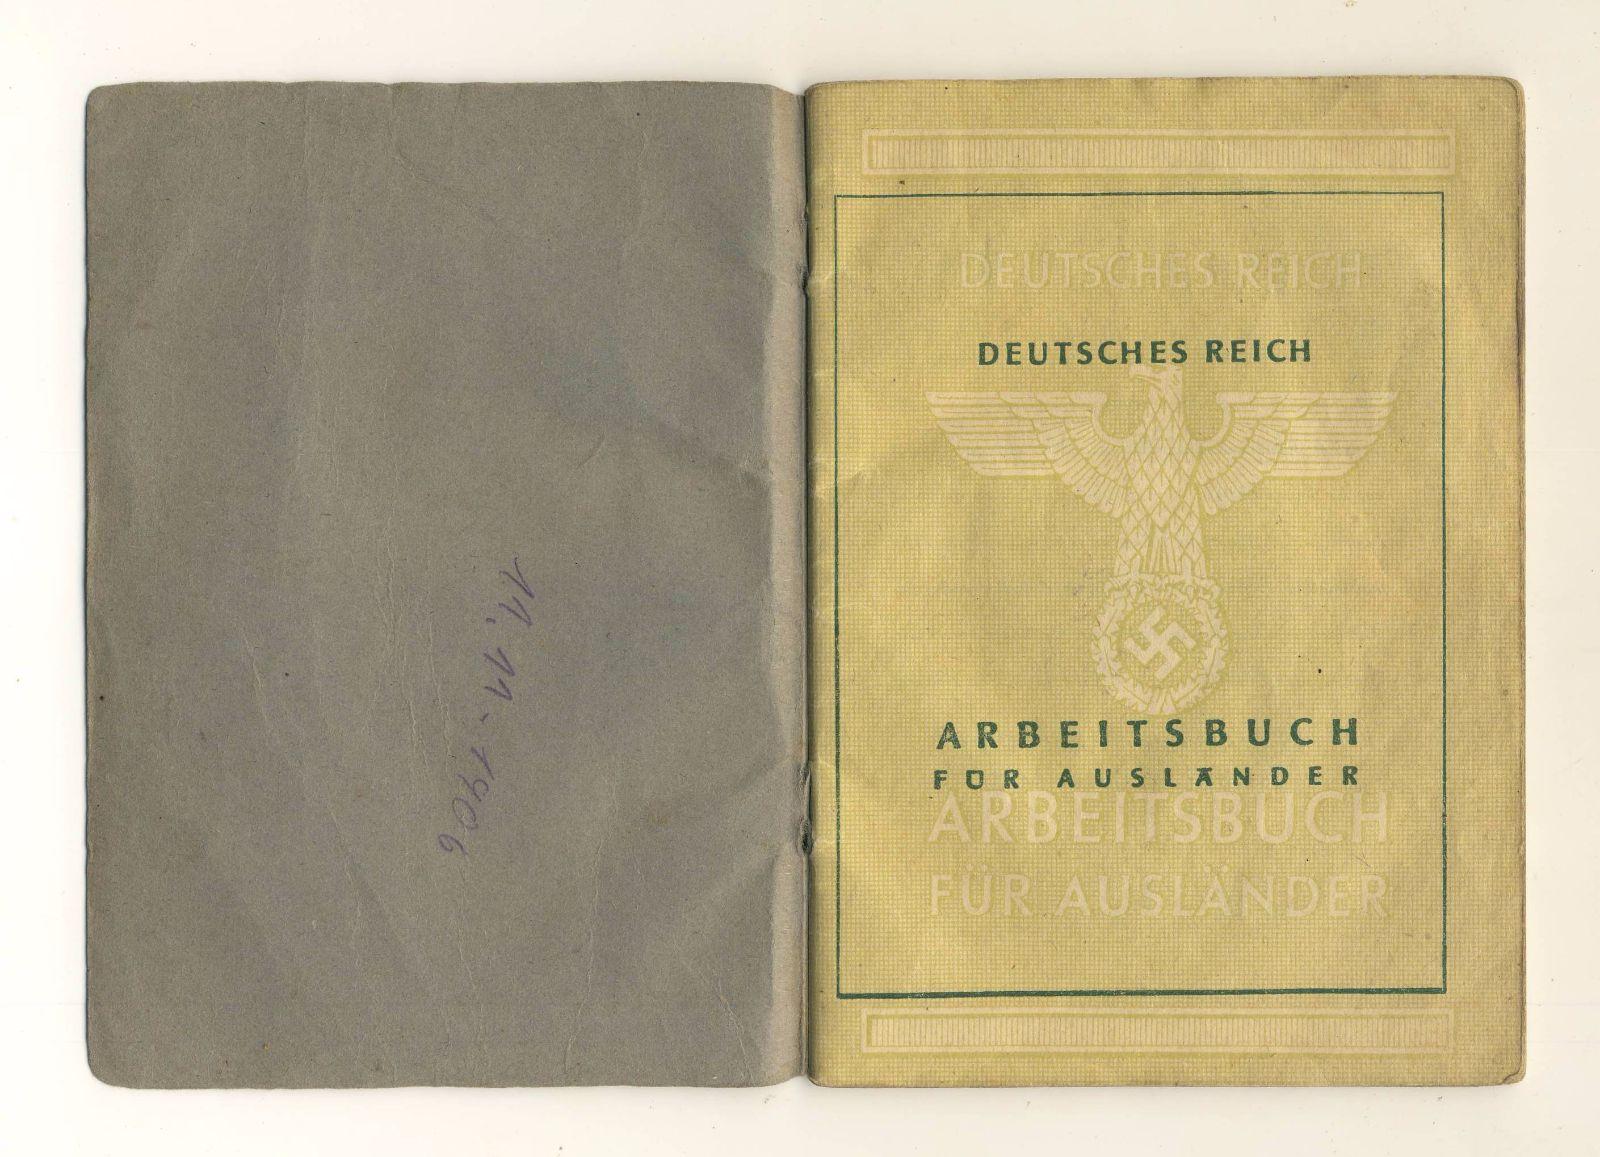 11.11-1906
DEUTSCHES REICH
DEUTSCHES REICH
ARBEITSBUCH
FÜR AUSLÄNDER
ARBEITSBUCH
FÜR AUSLÄNDER